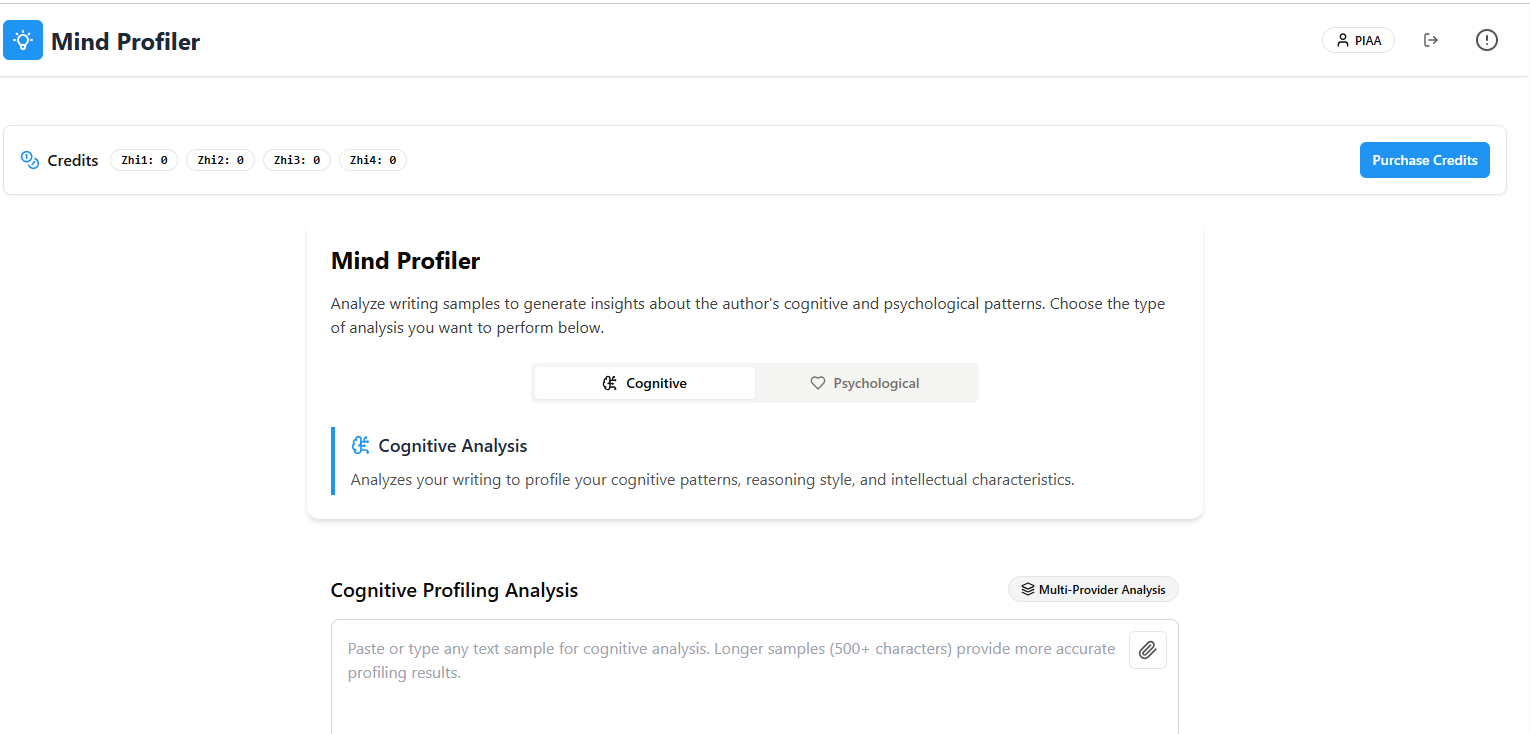 Mind Profiler
PIAA
Credits Zhi1: 0 Zhi2: 0 Zhi3: 0 Zhi4: 0 Purchase Credits
Mind Profiler
Analyze writing samples to generate insights about the author's cognitive and psychological patterns. Choose the type
of analysis you want to perform below.
Cognitive Psychological
Cognitive Analysis
Analyzes your writing to profile your cognitive patterns, reasoning style, and intellectual characteristics.
Cognitive Profiling Analysis Multi-Provider Analysis
Paste or type any text sample for cognitive analysis. Longer samples (500+ characters) provide more accurate
profiling results.